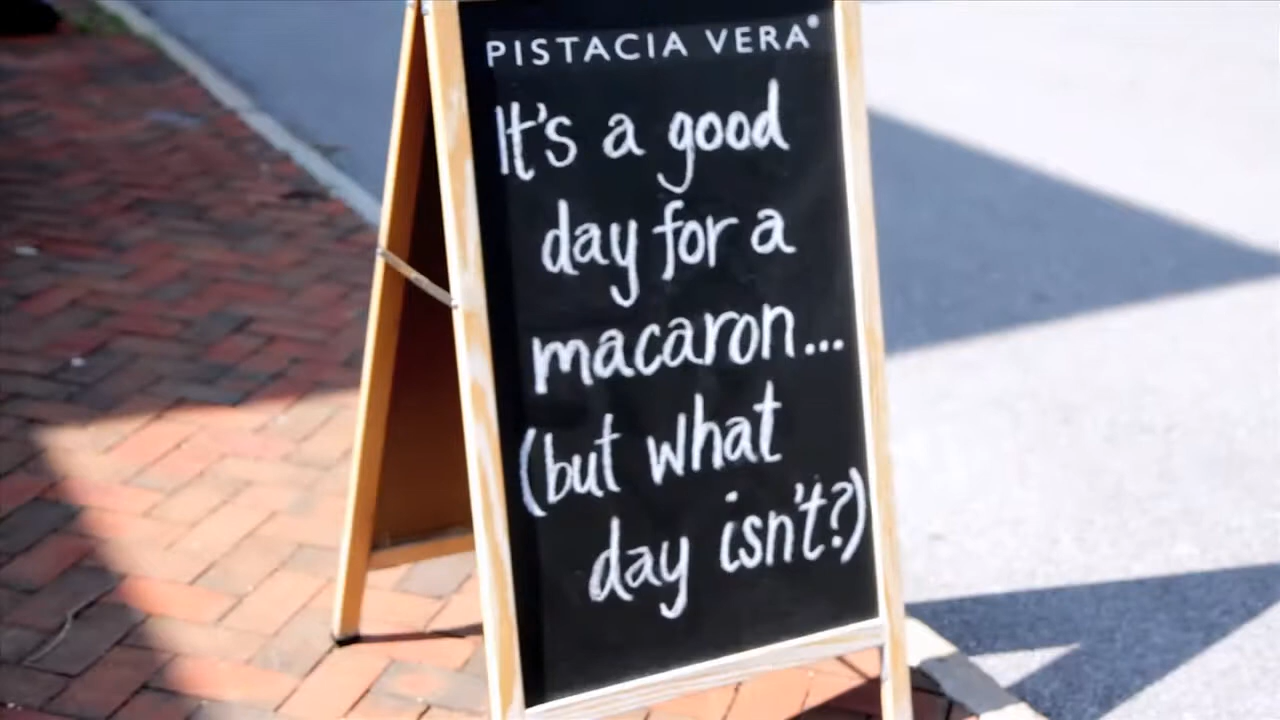 PISTACIA VERA®
It's a good
day for a
macaron...
(but what
day isn't?)